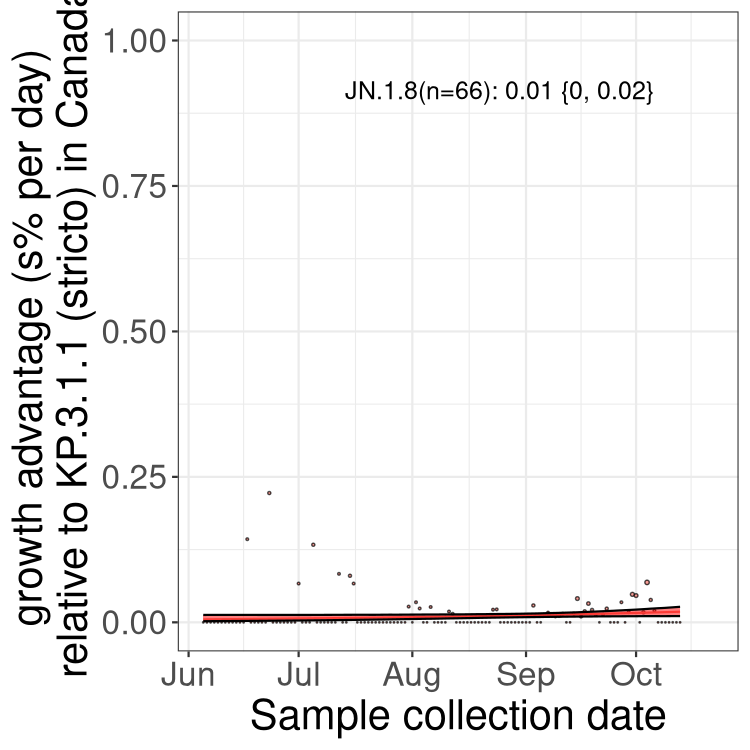 growth advantage (s% per day)
relative to KP.3.1.1 (stricto) in Canada
1.00
0.75
0.50
0.25
0.00
JN.1.8(n=66): 0.01 {0, 0.02}
Jun Jul Aug Sep Oct
Sample collection date